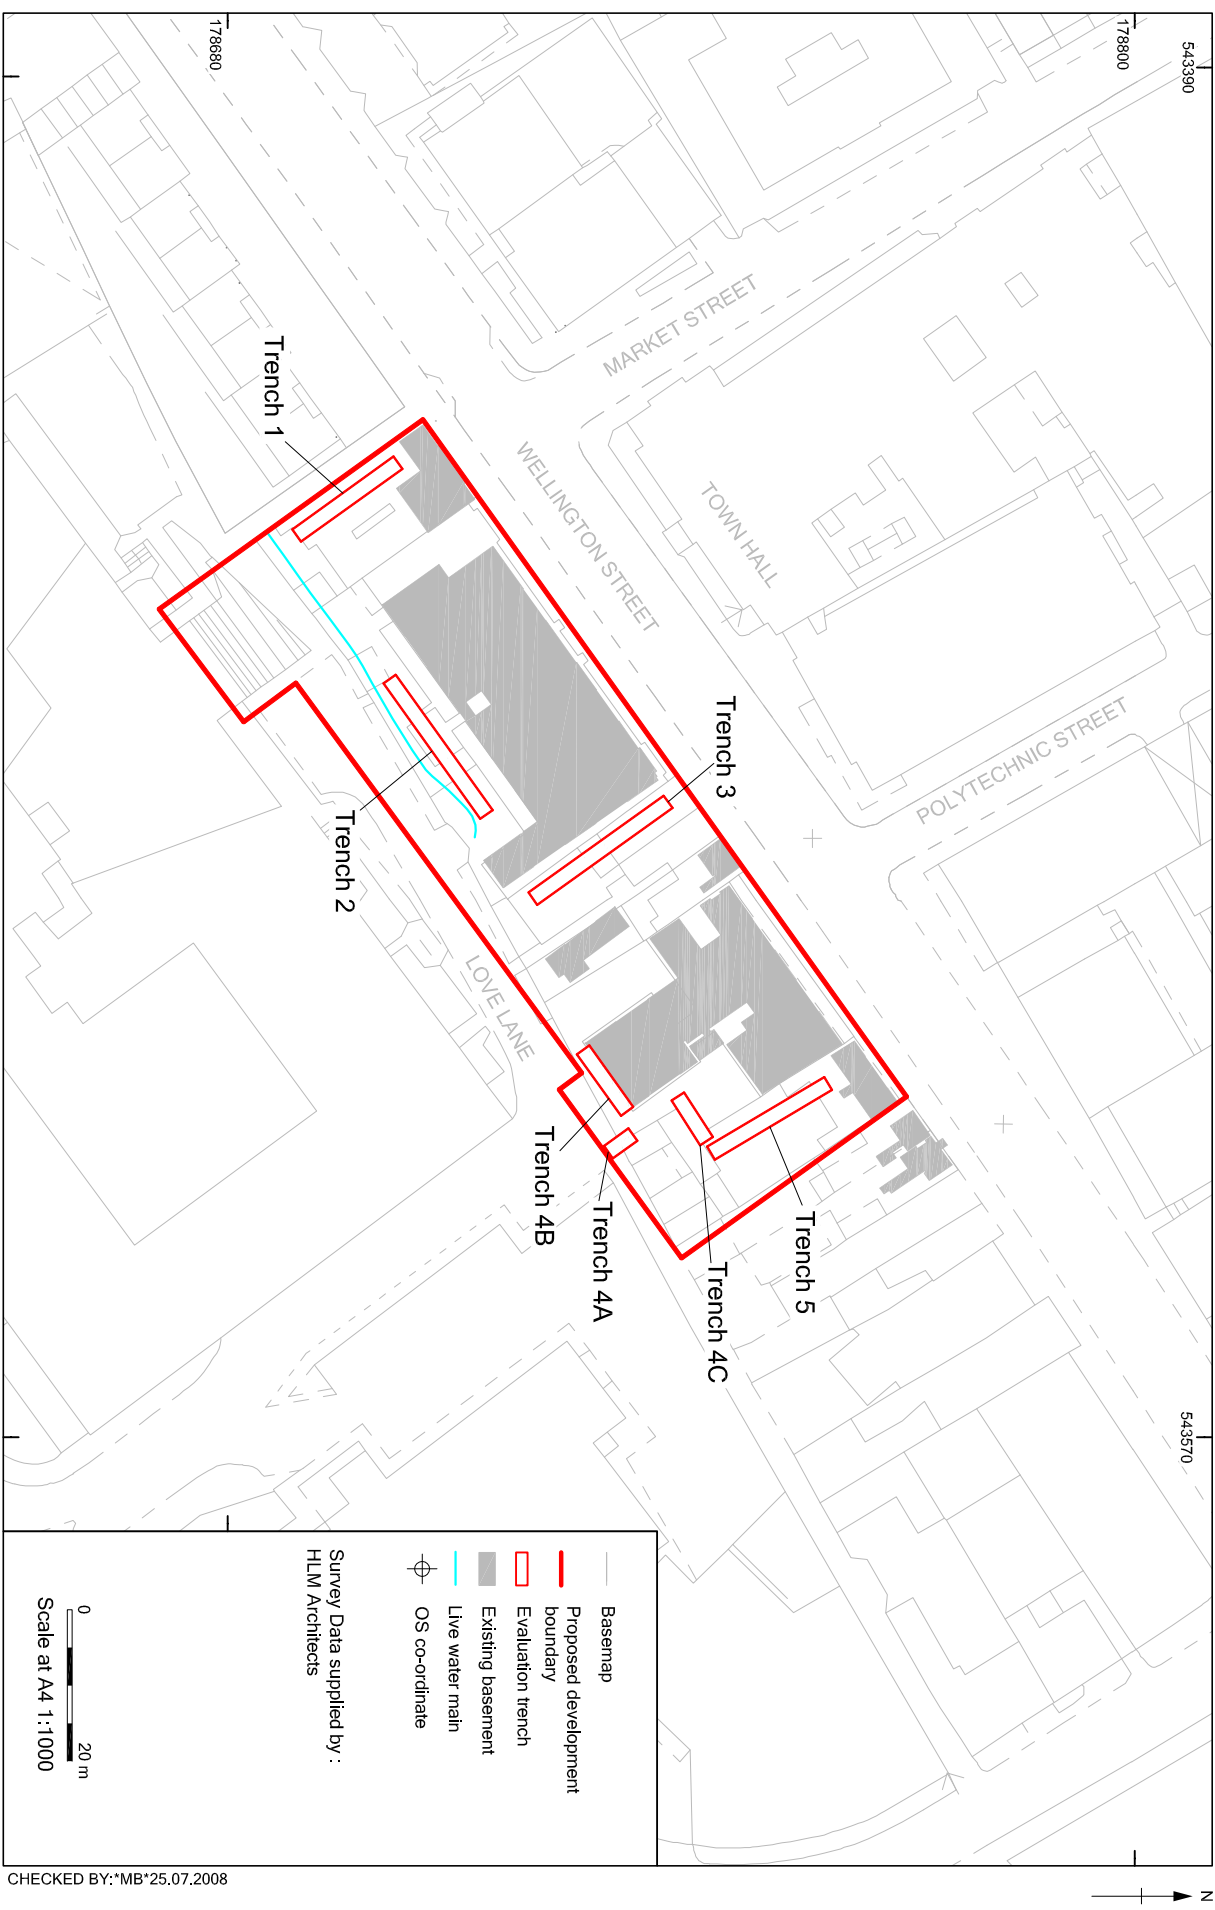 543390
543570
178800
178680
MARKET STREET
WELLINGTON STREET
TOWN HALL
POLYTECHNIC STREET
LOVE LANE
Trench 1
Trench 2
Trench 3
Trench 4B
Trench 4A
Trench 4C
Trench 5
Basemap
Proposed development
boundary
Evaluation trench
Existing basement
Live water main
OS co-ordinate
Survey Data supplied by :
HLM Architects
0
20 m
Scale at A4 1:1000
CHECKED BY:*MB*25.07.2008
N